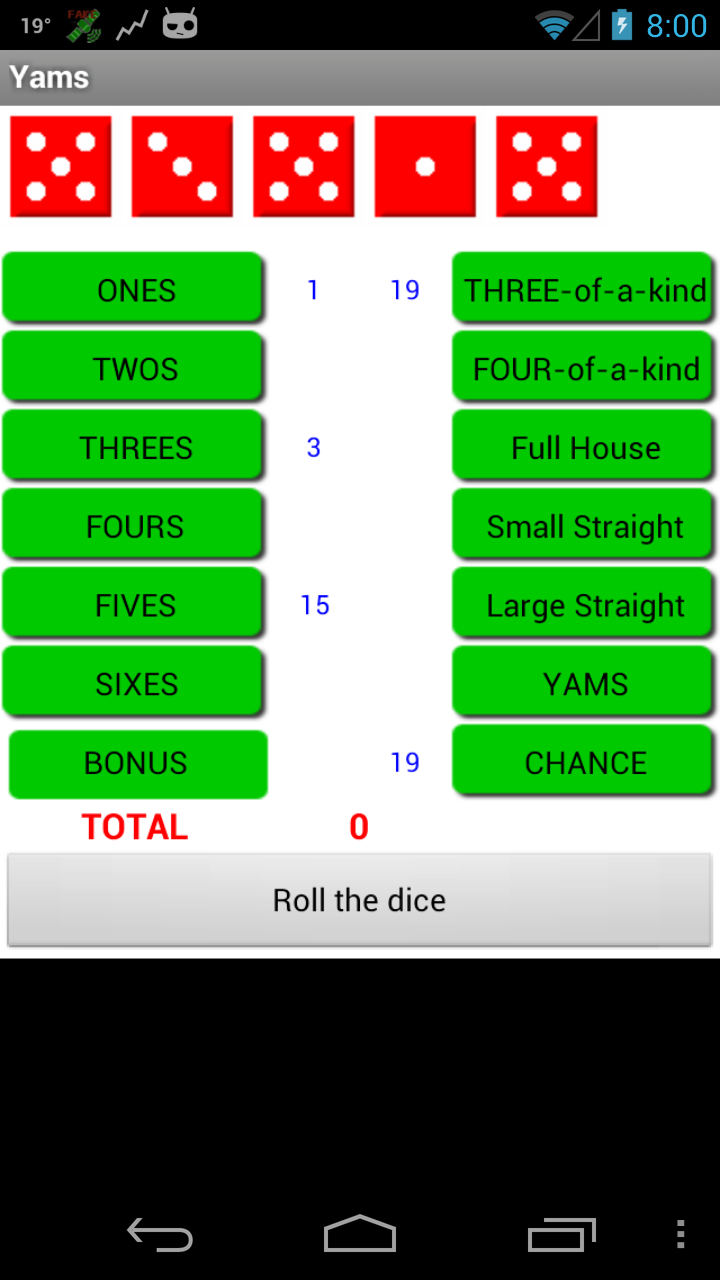 19° FAKE 8:00
Yams
ONES 1 19 THREE-of-a-kind
TWOS FOUR-of-a-kind
THREES 3 Full House
FOURS Small Straight
FIVES 15 Large Straight
SIXES YAMS
BONUS 19 CHANCE
TOTAL 0
Roll the dice